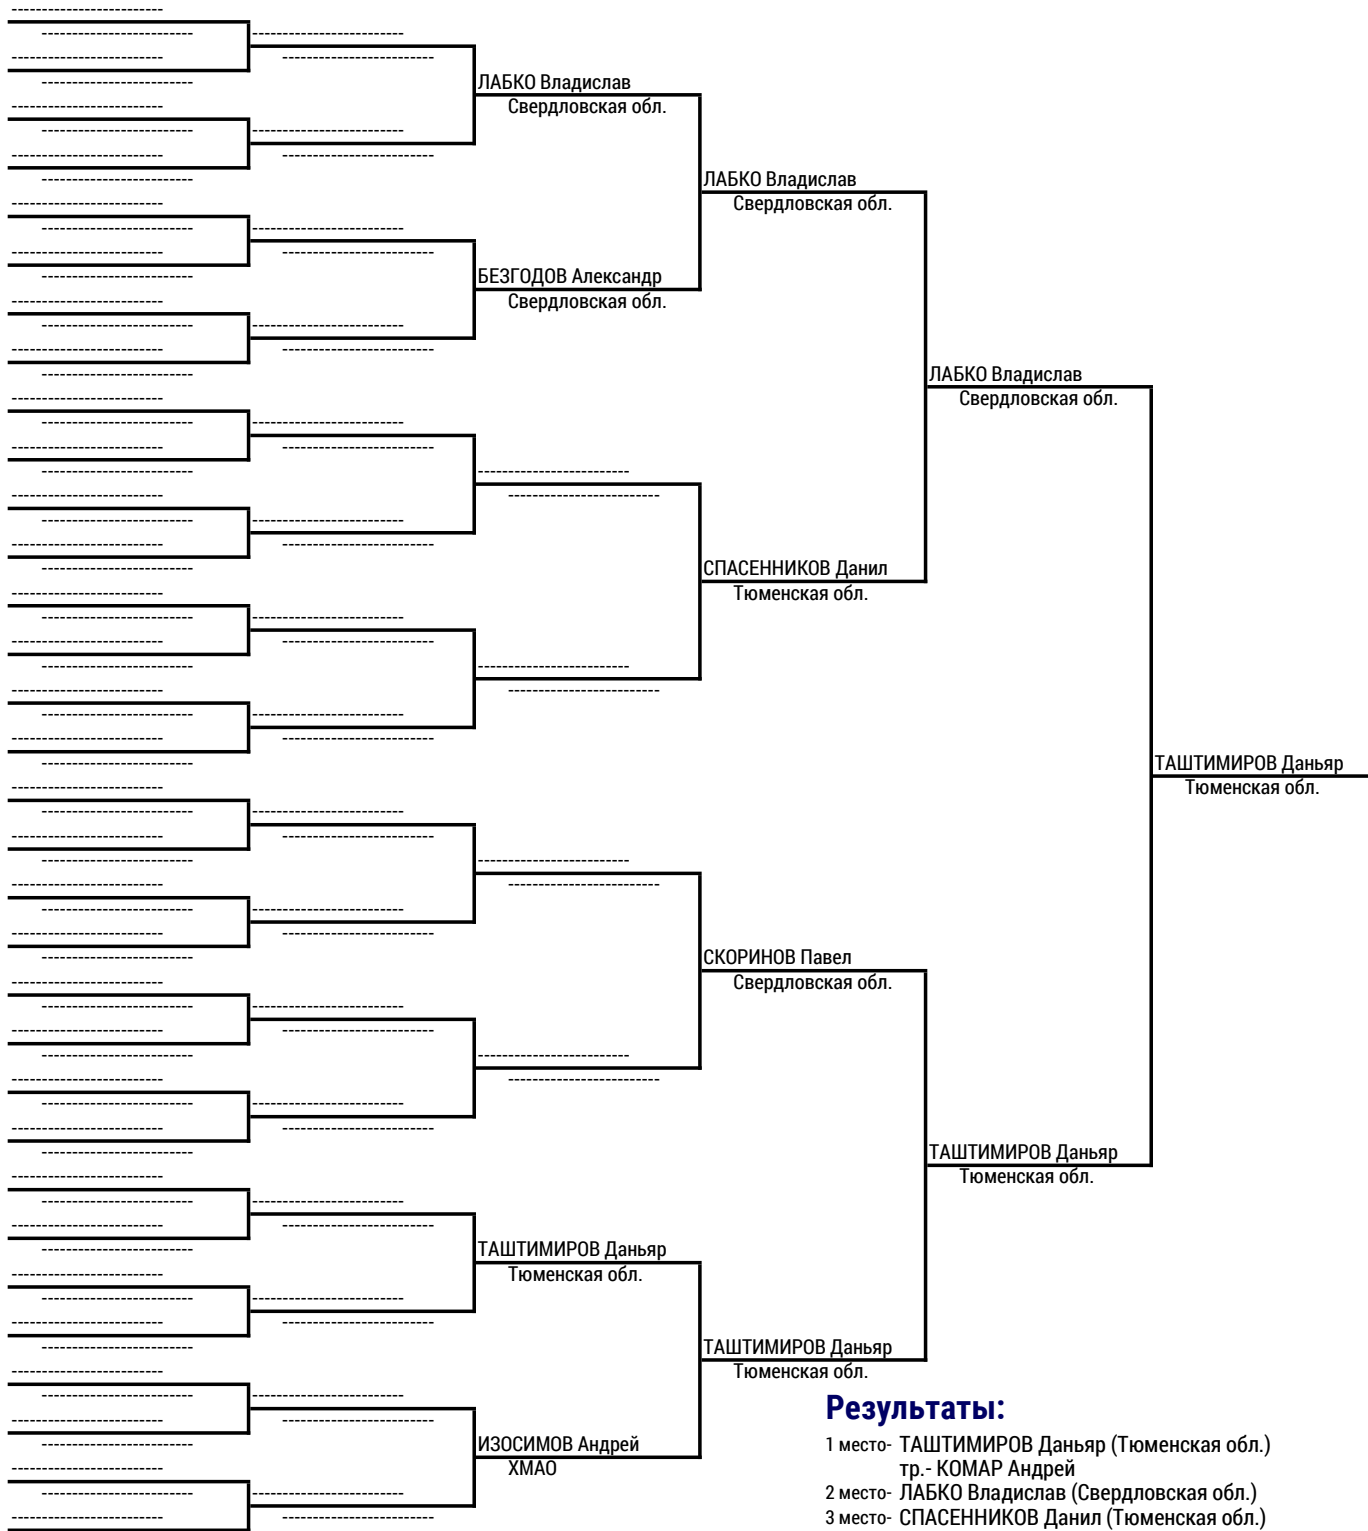 ЛАБКО Владислав
Свердловская обл.
ЛАБКО Владислав
Свердловская обл.
БЕЗГОДОВ Александр
Свердловская обл.
ЛАБКО Владислав
Свердловская обл.
СПАСЕННИКОВ Данил
Тюменская обл.
ТАШТИМИРОВ Даньяр
Тюменская обл.
СКОРИНОВ Павел
Свердловская обл.
ТАШТИМИРОВ Даньяр
Тюменская обл.
ТАШТИМИРОВ Даньяр
Тюменская обл.
ТАШТИМИРОВ Даньяр
Тюменская обл.
ИЗОСИМОВ Андрей
ХМАО
Результаты:
1 место- ТАШТИМИРОВ Даньяр (Тюменская обл.)
тр.- КОМАР Андрей
2 место- ЛАБКО Владислав (Свердловская обл.)
3 место- СПАСЕННИКОВ Данил (Тюменская обл.)